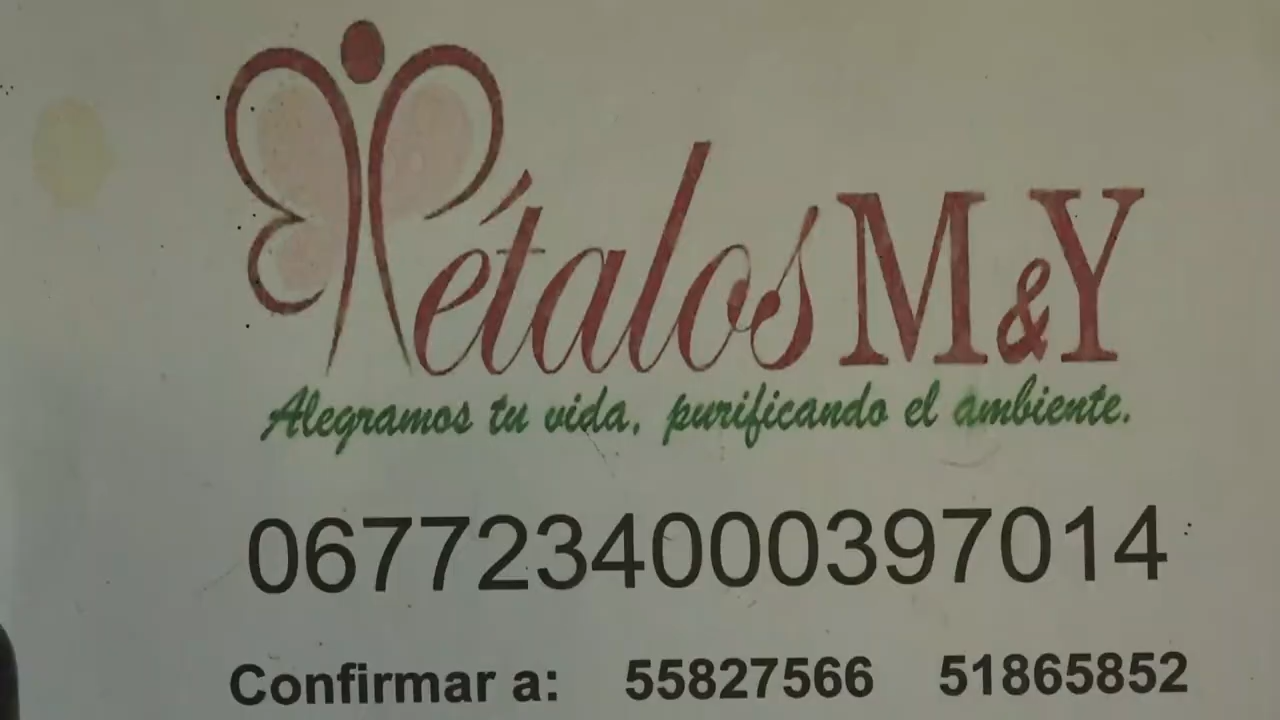 Pétalos M&Y
Alegramos tu vida, purificando el ambiente.
0677234000397014
Confirmar a: 55827566 51865852